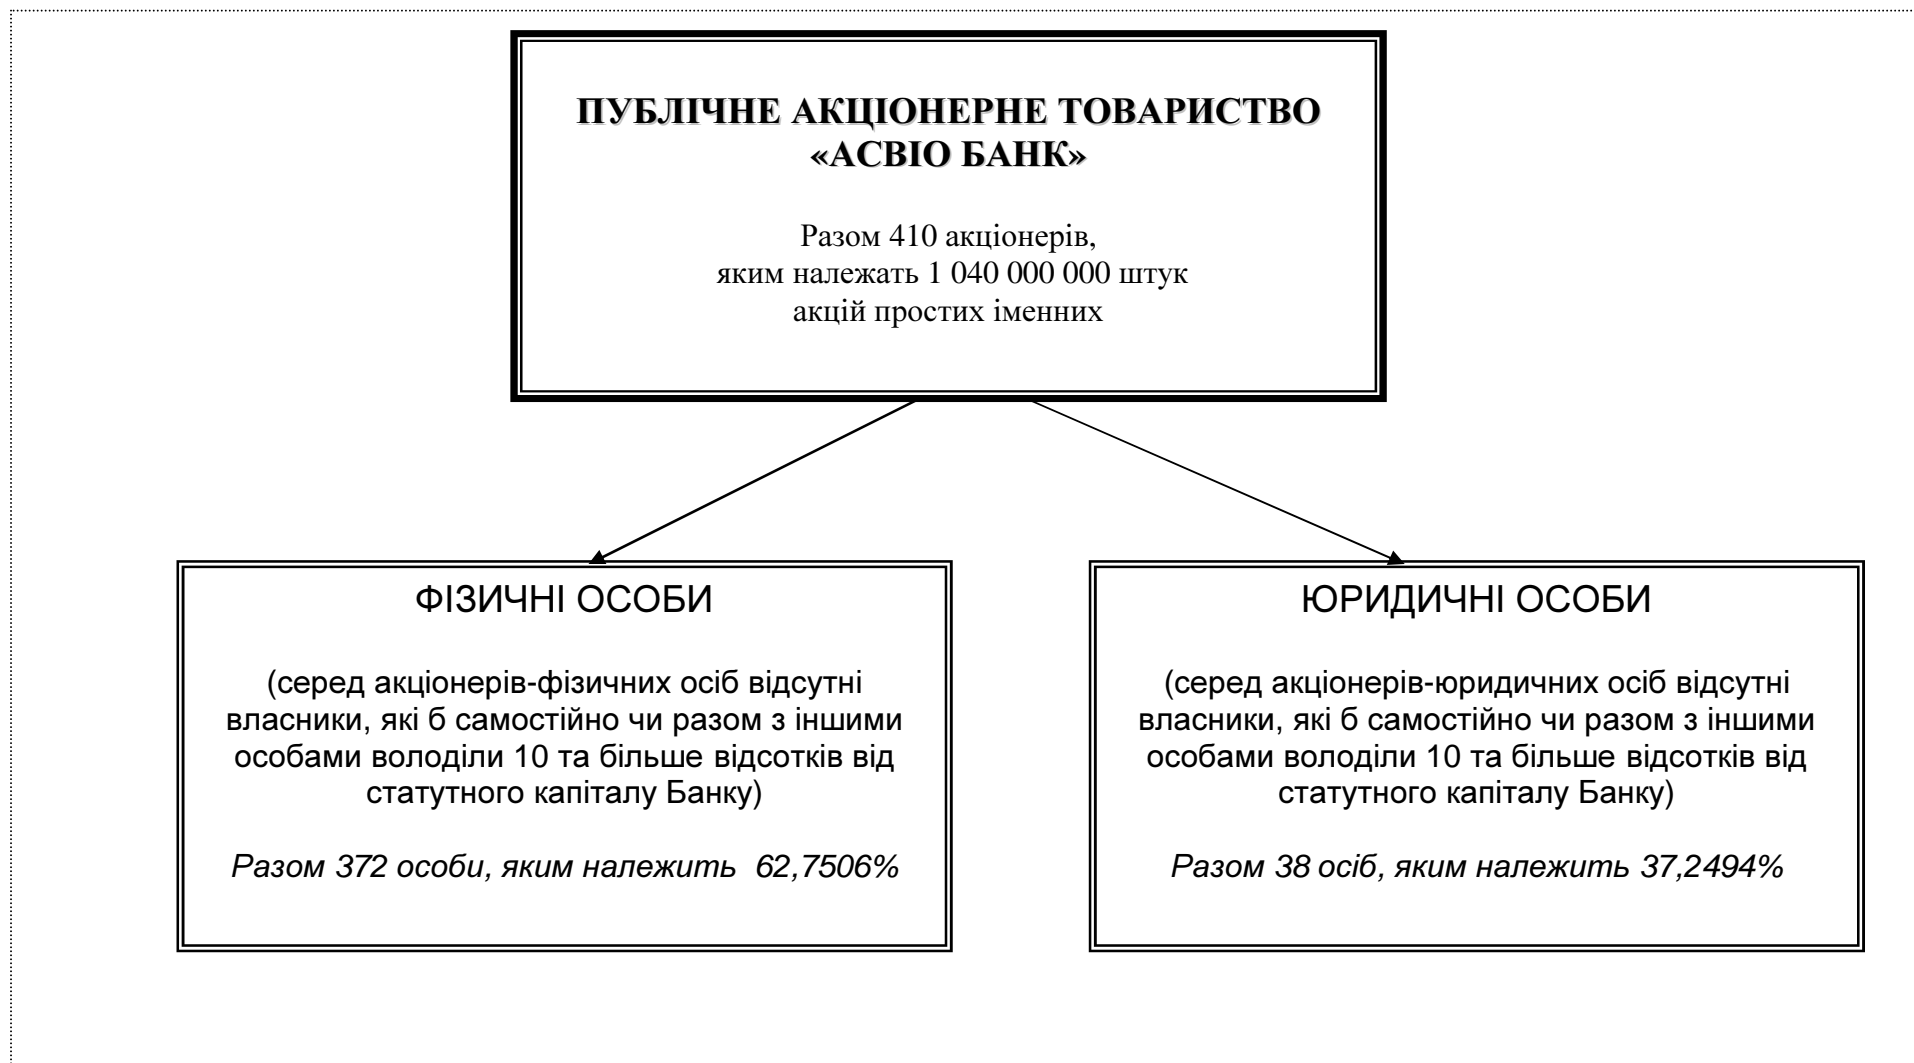 ПУБЛІЧНЕ АКЦІОНЕРНЕ ТОВАРИСТВО
«АСВІО БАНК»
Разом 410 акціонерів,
яким належать 1 040 000 000 штук
акцій простих іменних
ФІЗИЧНІ ОСОБИ
(серед акціонерів-фізичних осіб відсутні
власники, які б самостійно чи разом з іншими
особами володіли 10 та більше відсотків від
статутного капіталу Банку)
Разом 372 особи, яким належить 62,7506%
ЮРИДИЧНІ ОСОБИ
(серед акціонерів-юридичних осіб відсутні
власники, які б самостійно чи разом з іншими
особами володіли 10 та більше відсотків від
статутного капіталу Банку)
Разом 38 осіб, яким належить 37,2494%